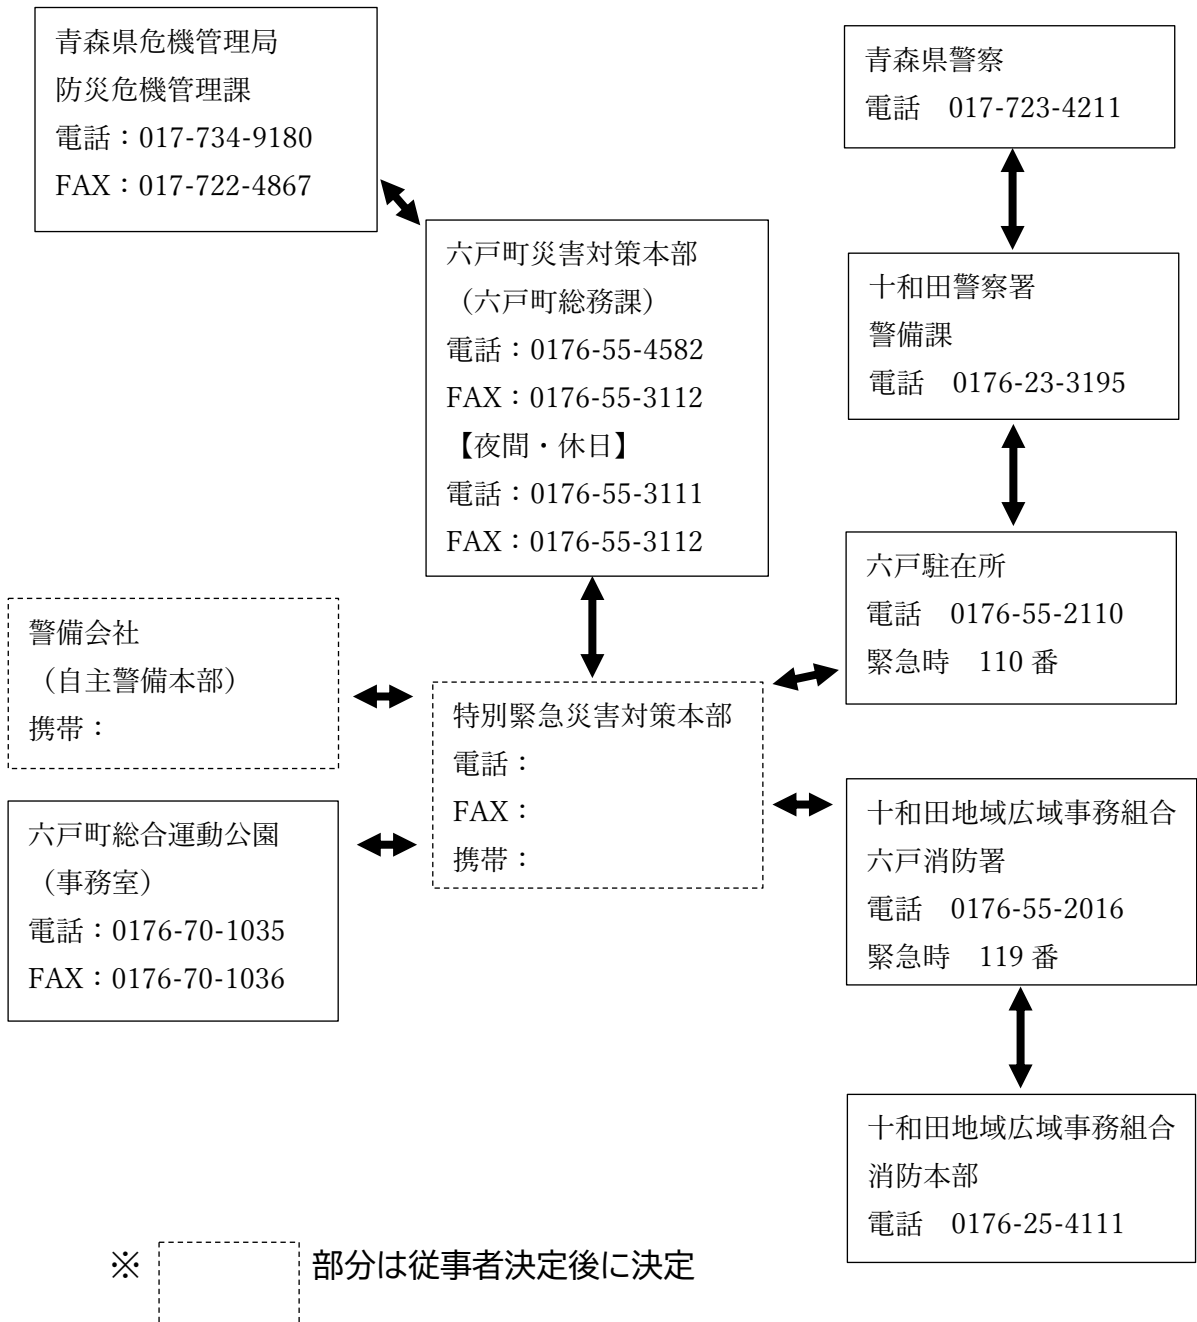 青森県危機管理局
防災危機管理課
電話：017-734-9180
FAX：017-722-4867
青森県警察
電話　017-723-4211
六戸町災害対策本部
（六戸町総務課）
電話：0176-55-4582
FAX：0176-55-3112
【夜間・休日】
電話：0176-55-3111
FAX：0176-55-3112
十和田警察署
警備課
電話　0176-23-3195
六戸駐在所
電話　0176-55-2110
緊急時　110 番
警備会社
（自主警備本部）
携帯：
特別緊急災害対策本部
電話：
FAX：
携帯：
六戸町総合運動公園
（事務室）
電話：0176-70-1035
FAX：0176-70-1036
十和田地域広域事務組合
六戸消防署
電話　0176-55-2016
緊急時　119 番
十和田地域広域事務組合
消防本部
電話　0176-25-4111
※　部分は従事者決定後に決定